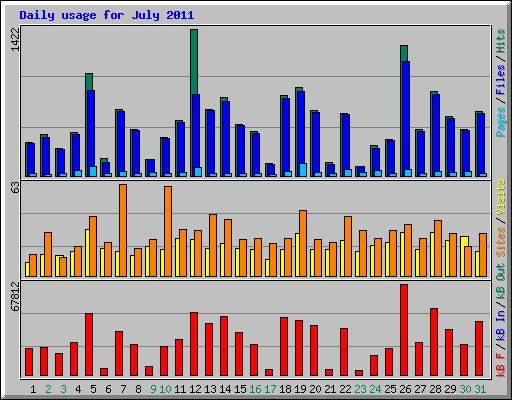 Daily usage for July 2011
1422
Pages / Files / Hits
63
Sites / Visits
67812
kB F / kB In / kB Out
1 2 3 4 5 6 7 8 9 10 11 12 13 14 15 16 17 18 19 20 21 22 23 24 25 26 27 28 29 30 31